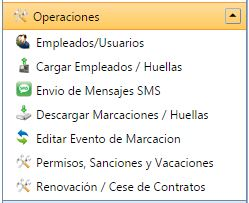 Operaciones
Empleados/Usuarios
Cargar Empleados / Huellas
Envio de Mensajes SMS
Descargar Marcaciones / Huellas
Editar Evento de Marcacion
Permisos, Sanciones y Vacaciones
Renovación / Cese de Contratos